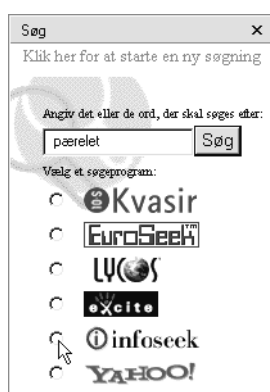 Søg
Klik her for at starte en ny søgning
Angiv det eller de ord, der skal søges efter:
pærelet
Søg
Vælg et søgeprogram:
SOL Kvasir
EuroSeek
LYCOS
eXcite
infoseek
YAHOO!